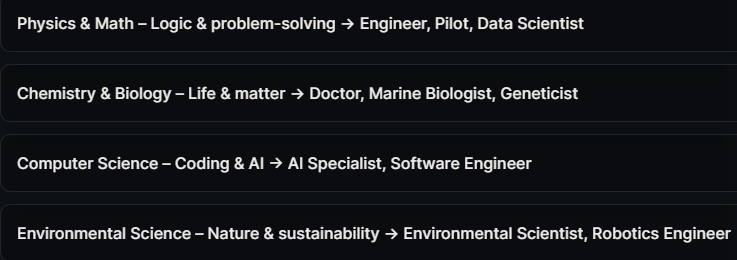 Physics & Math – Logic & problem-solving → Engineer, Pilot, Data Scientist
Chemistry & Biology – Life & matter → Doctor, Marine Biologist, Geneticist
Computer Science – Coding & AI → AI Specialist, Software Engineer
Environmental Science – Nature & sustainability → Environmental Scientist, Robotics Engineer